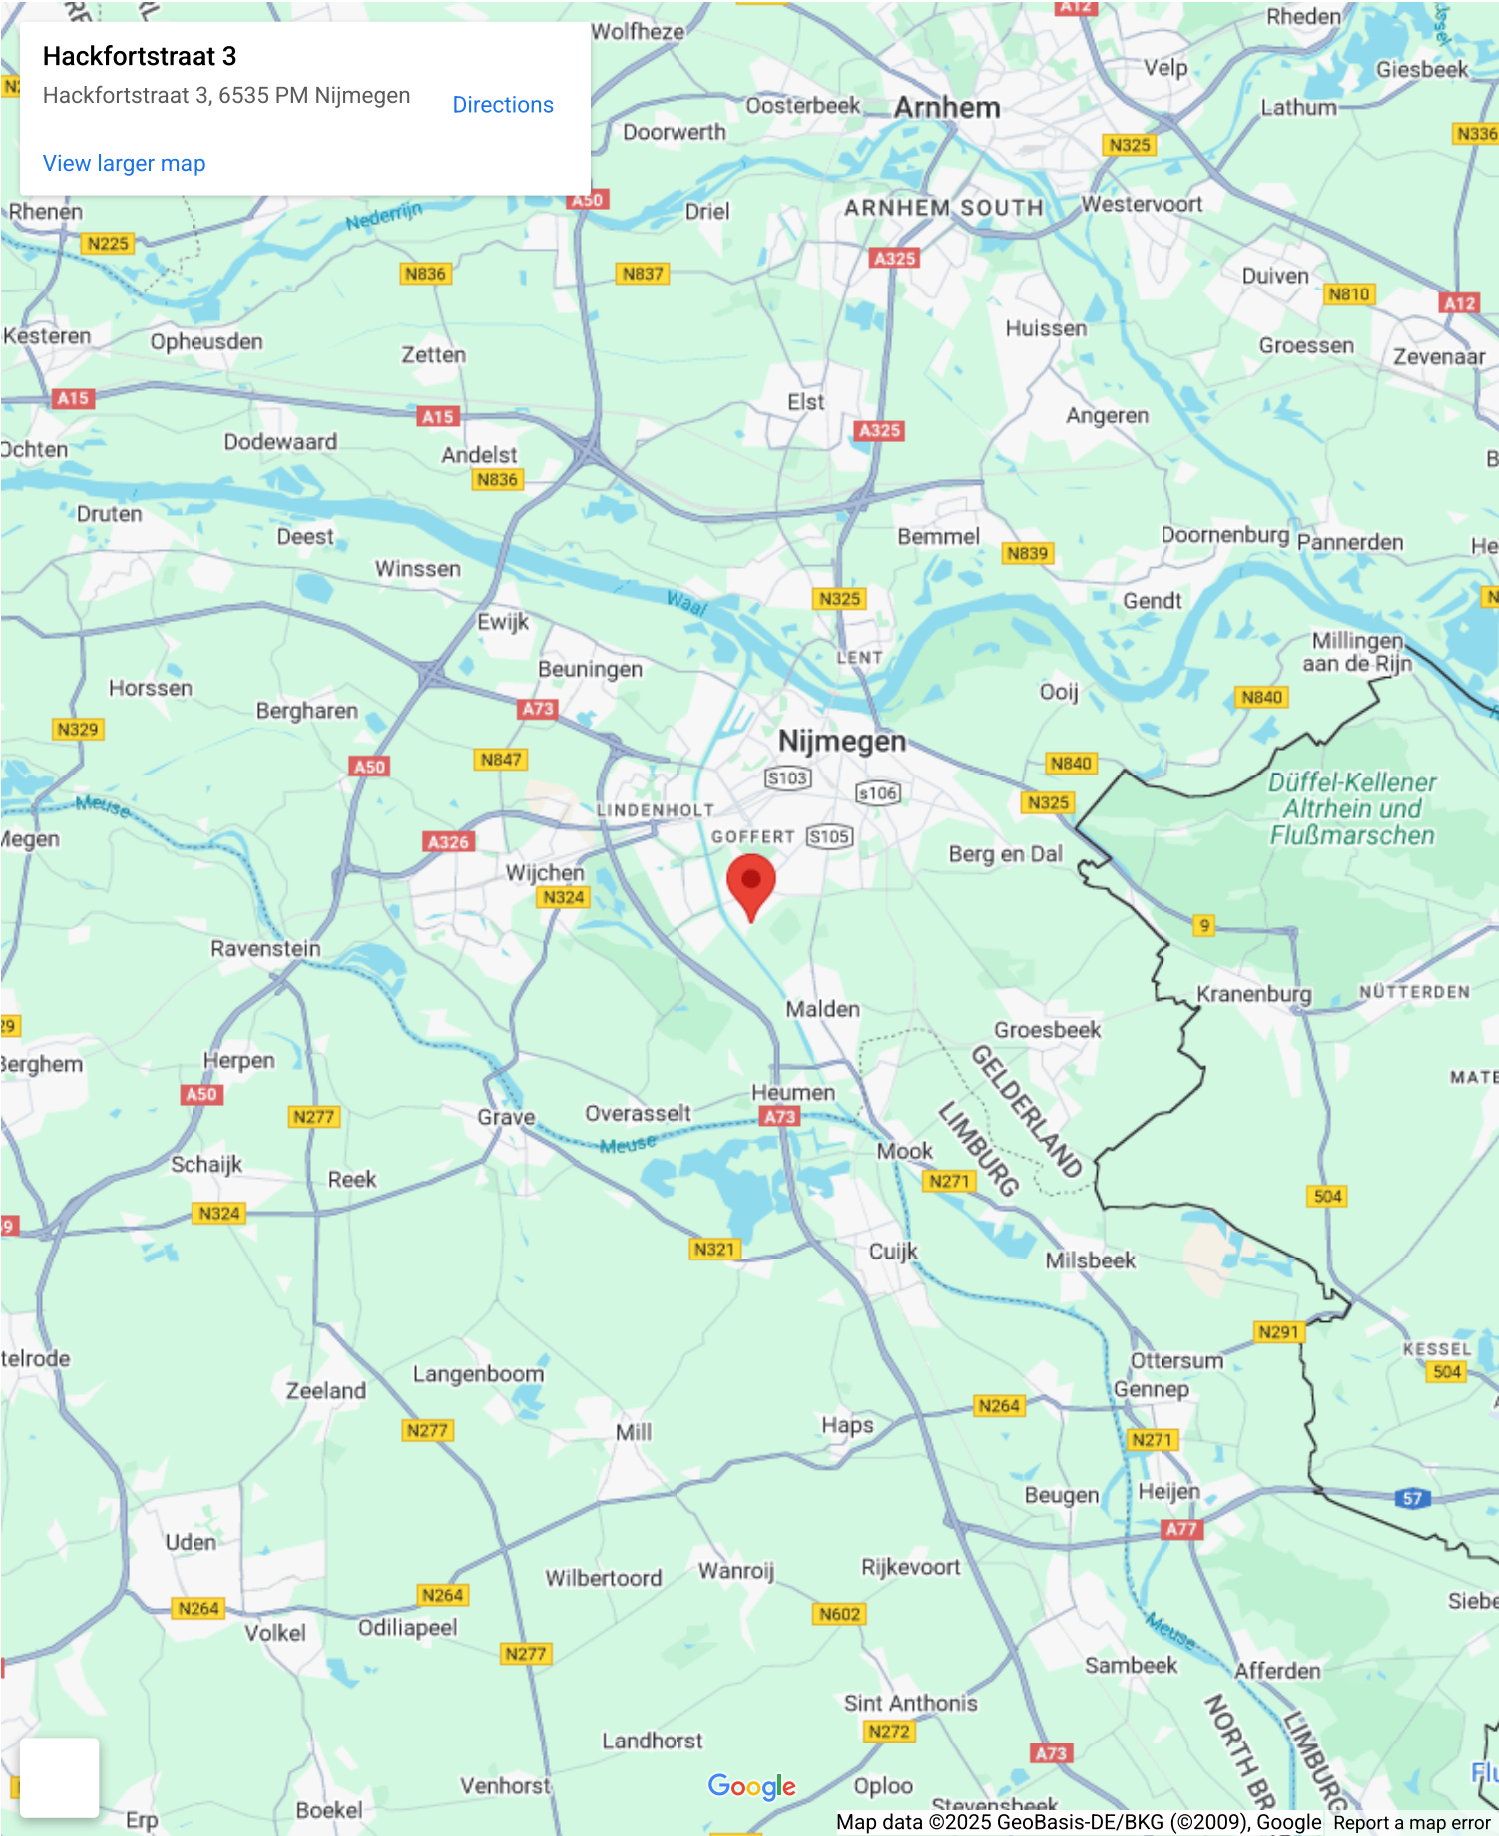 Hackfortstraat 3
Hackfortstraat 3, 6535 PM Nijmegen
Directions
View larger map
Wolfheze
A12
Rheden
Velp
Giesbeek
Oosterbeek
Arnhem
Lathum
Doorwerth
N325
N336
A50
Rhenen
Nederrijn
Driel
ARNHEM SOUTH
Westervoort
N225
N836
N837
A325
Duiven
N810
A12
Kesteren
Opheusden
Zetten
Huissen
Groessen
Zevenaar
A15
A15
Elst
Angeren
A325
Ochten
Dodewaard
Andelst
N836
Druten
Deest
Bemmel
N839
Doornenburg
Pannerden
Winssen
Waal
N325
Gendt
Ewijk
LENT
Millingen
aan de Rijn
Beuningen
Horssen
Bergharen
A73
Ooij
N840
N329
Nijmegen
A50
N847
S103
s106
N840
N325
Düffel-Kellener
Altrhein und
Flußmarschen
Meuse
LINDENHOLT
GOFFERT
S105
Megen
A326
Berg en Dal
Wijchen
N324
9
Ravenstein
Kranenburg
NÜTTERDEN
Malden
Groesbeek
Berghem
Herpen
GELDERLAND
LIMBURG
A50
N277
Grave
Overasselt
Heumen
A73
Meuse
Mook
Schaijk
Reek
N271
504
N324
N321
Cuijk
Milsbeek
N291
KESSEL
504
Ottersum
Gennep
Langenboom
Zeeland
N264
N277
Mill
Haps
N271
Beugen
Heijen
57
A77
Uden
Wilbertoord
Wanroij
Rijkevoort
N264
N264
N602
Volkel
Odiliapeel
Meuse
N277
Sambeek
Afferden
Sint Anthonis
N272
NORTH BR
LIMBURG
Landhorst
A73
Venhorst
Google
Oploo
Boekel
Stevensbeek
Erp
Map data ©2025 GeoBasis-DE/BKG (©2009), Google
Report a map error